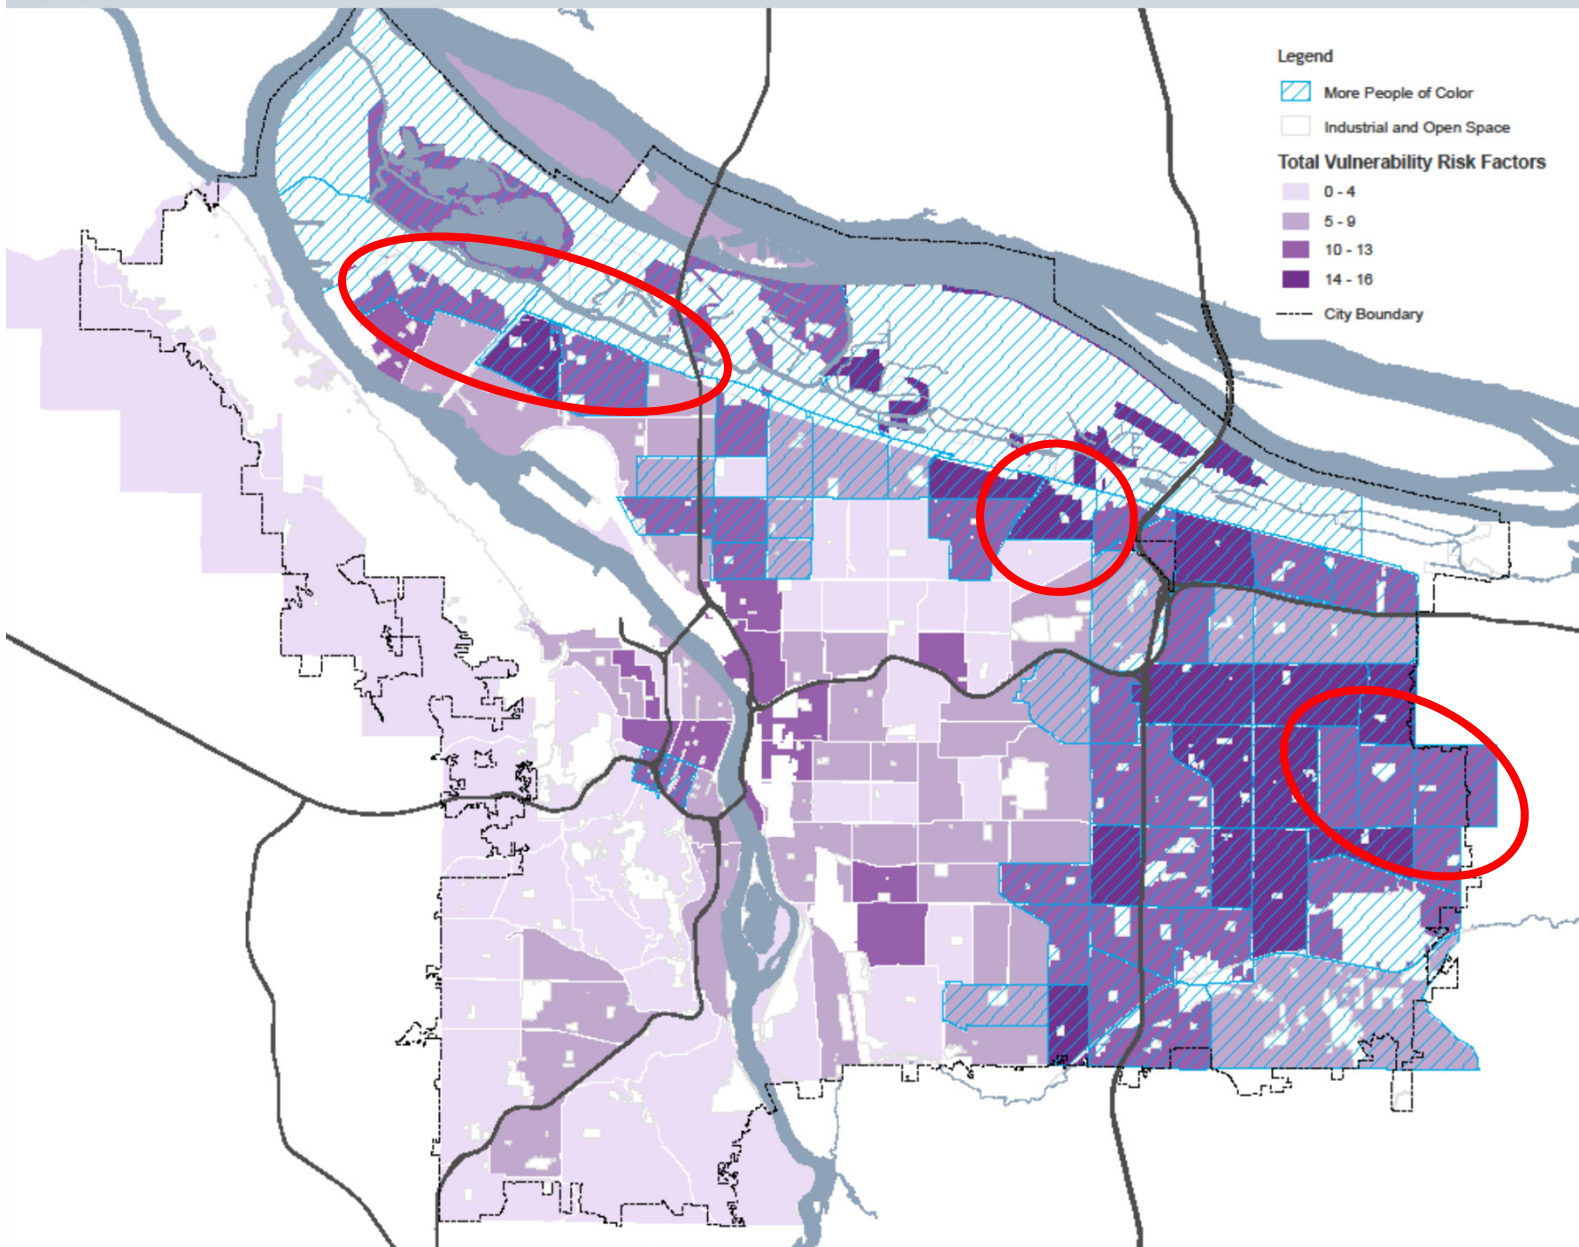 Legend
More People of Color
Industrial and Open Space
Total Vulnerability Risk Factors
0 - 4
5 - 9
10 - 13
14 - 16
City Boundary